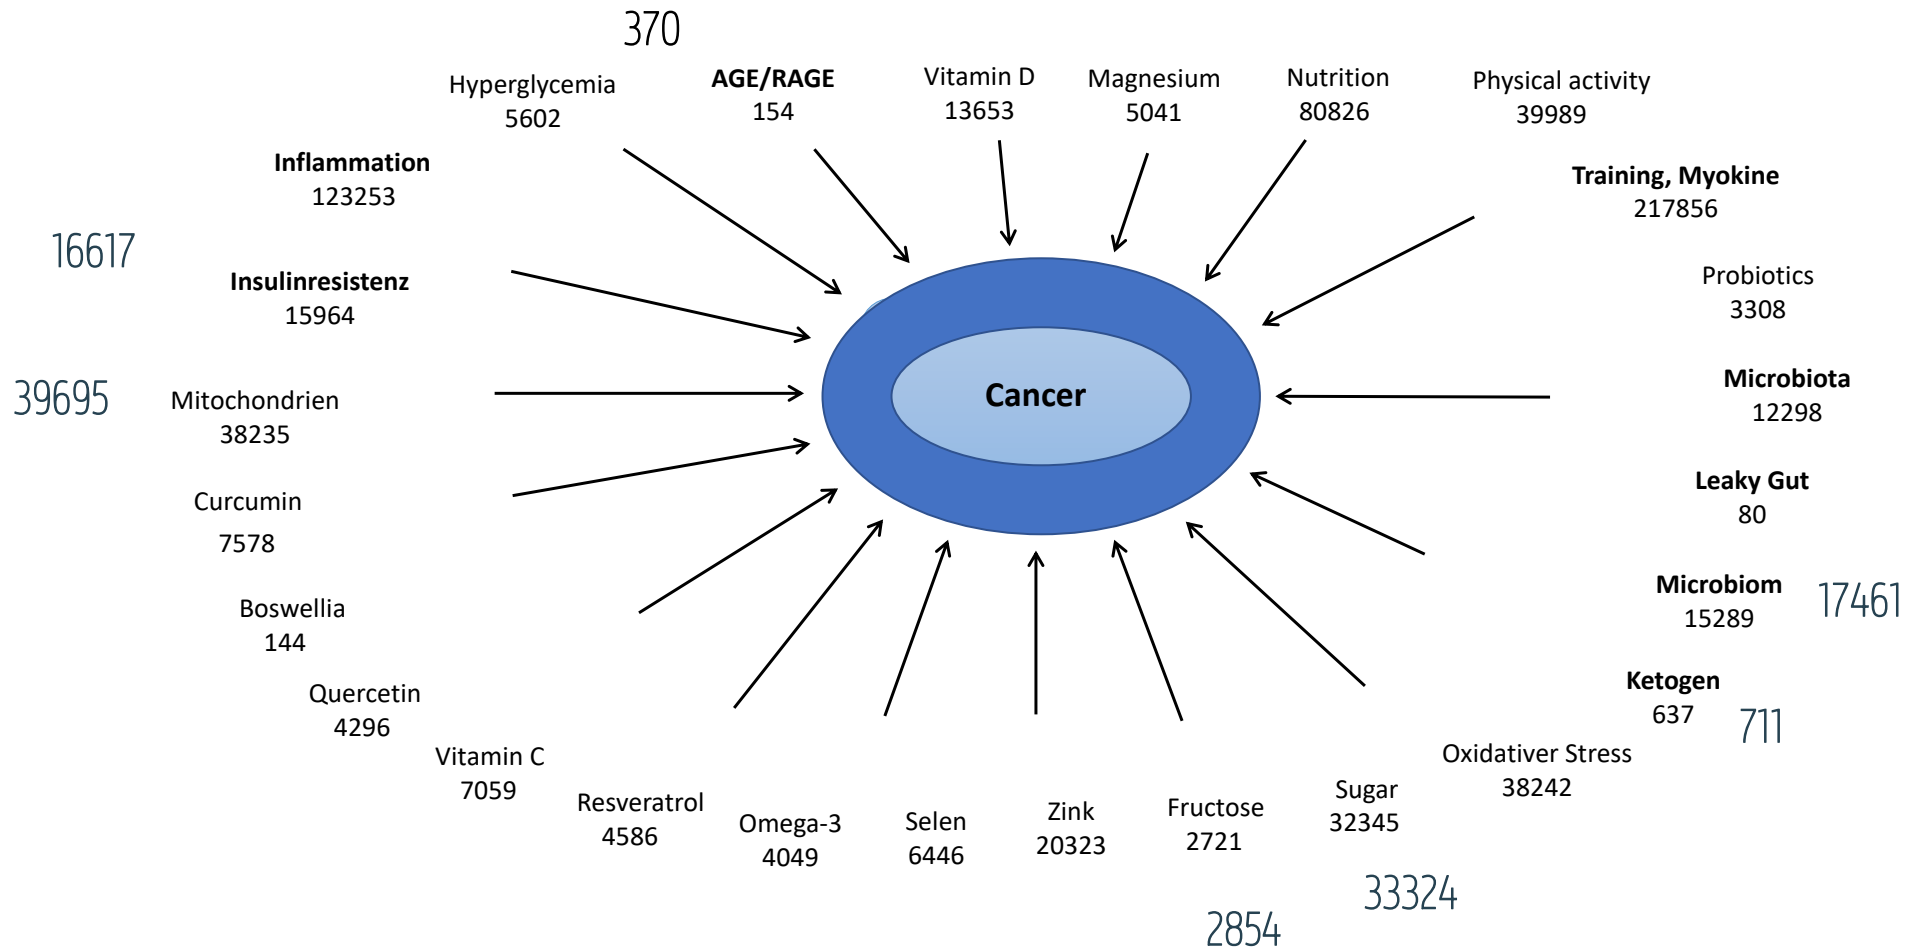 370
Hyperglycemia
5602
AGE/RAGE
154
Vitamin D
13653
Magnesium
5041
Nutrition
80826
Physical activity
39989
Inflammation
123253
Training, Myokine
217856
16617
Insulinresistenz
15964
Probiotics
3308
39695
Mitochondrien
38235
Cancer
Microbiota
12298
Curcumin
7578
Leaky Gut
80
Boswellia
144
Microbiom
15289
17461
Quercetin
4296
Ketogen
637
711
Vitamin C
7059
Oxidativer Stress
38242
Resveratrol
4586
Omega-3
4049
Selen
6446
Zink
20323
Fructose
2721
Sugar
32345
33324
2854